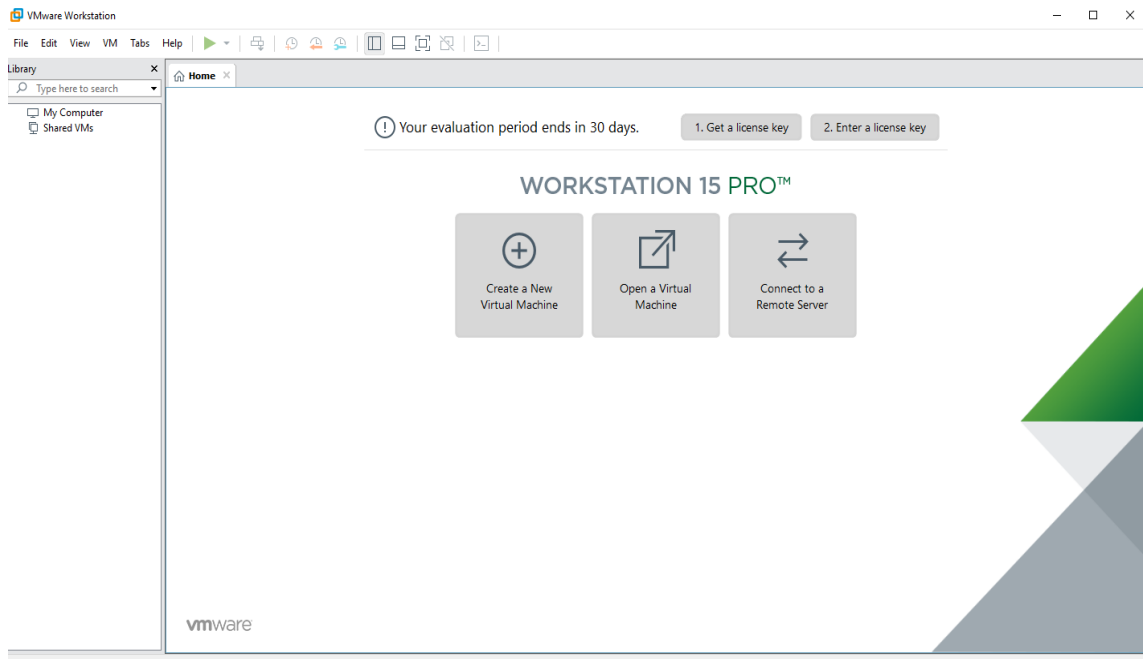 VMware Workstation
File Edit View VM Tabs Help
Library
Type here to search
My Computer
Shared VMs
Home
Your evaluation period ends in 30 days.
1. Get a license key
2. Enter a license key
WORKSTATION 15 PRO™
Create a New
Virtual Machine
Open a Virtual
Machine
Connect to a
Remote Server
vmware